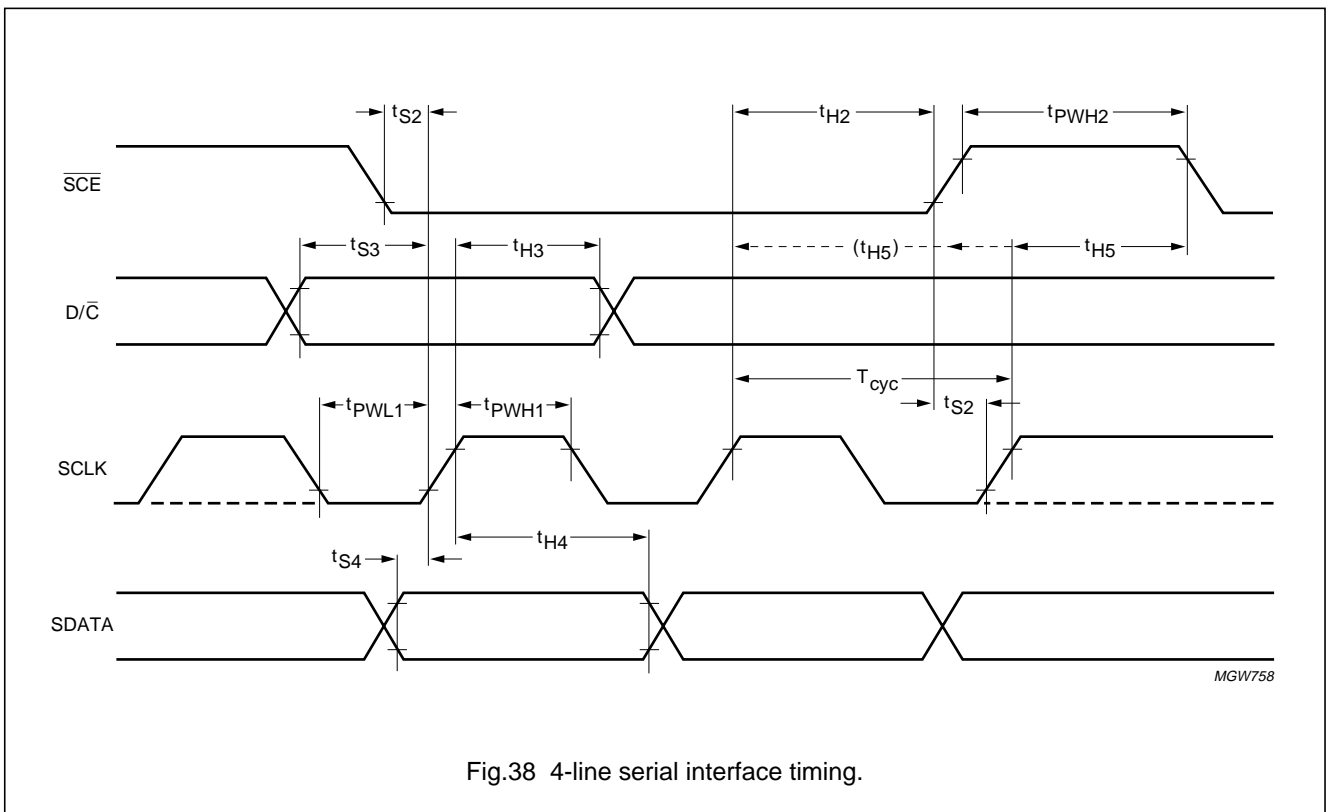 tS2 tH2 tPWH2
SCE
tS3 tH3 (tH5) tH5
D/C
Tcyc
tPWL1 tPWH1 tS2
SCLK
tH4
tS4
SDATA
MGW758
Fig.38 4-line serial interface timing.